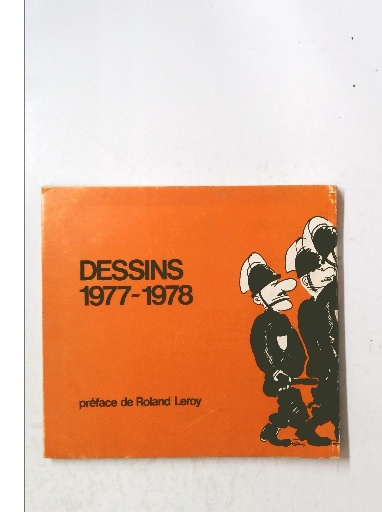 DESSINS
1977-1978
préface de Roland Leroy